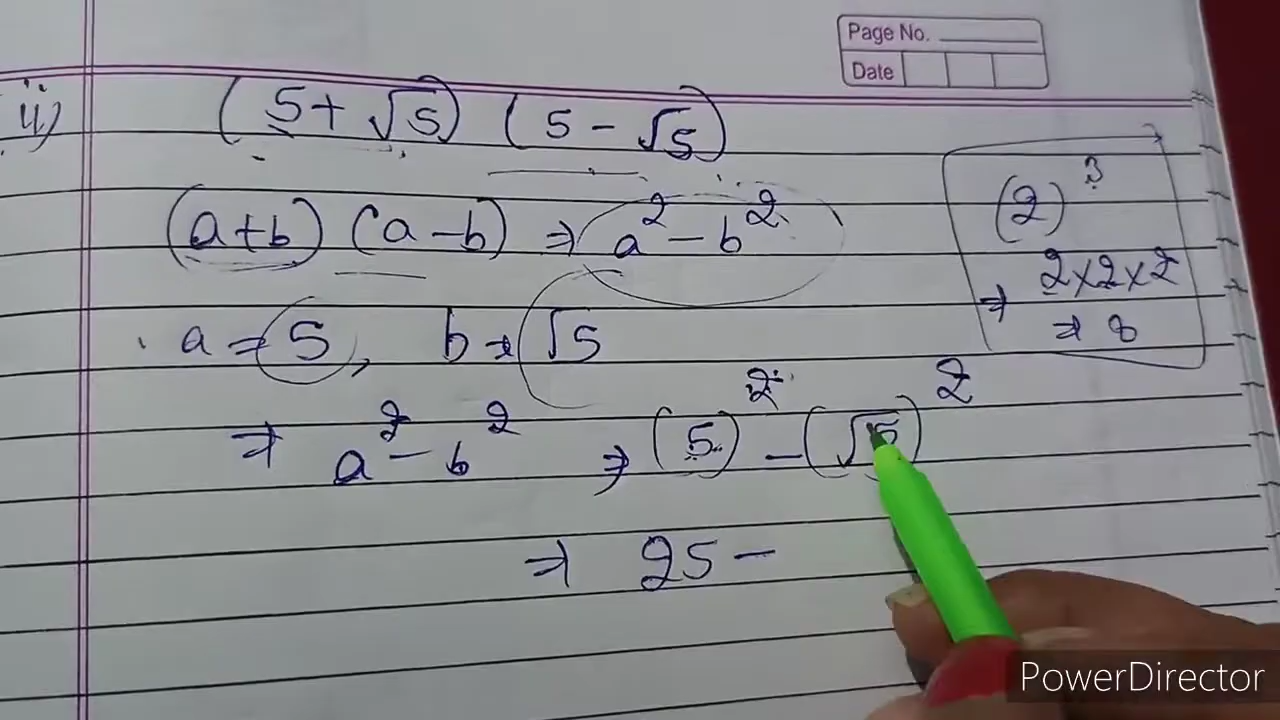 Page No.
Date
ii) (5+√5) (5-√5)
(a+b) (a-b) ⇒ a²-b²
a ⇒ 5, b ⇒ √5
⇒ a²-b² ⇒ (5)²-(√5)²
⇒ 25-
(2)³
⇒ 2×2×2
⇒ 8
PowerDirector